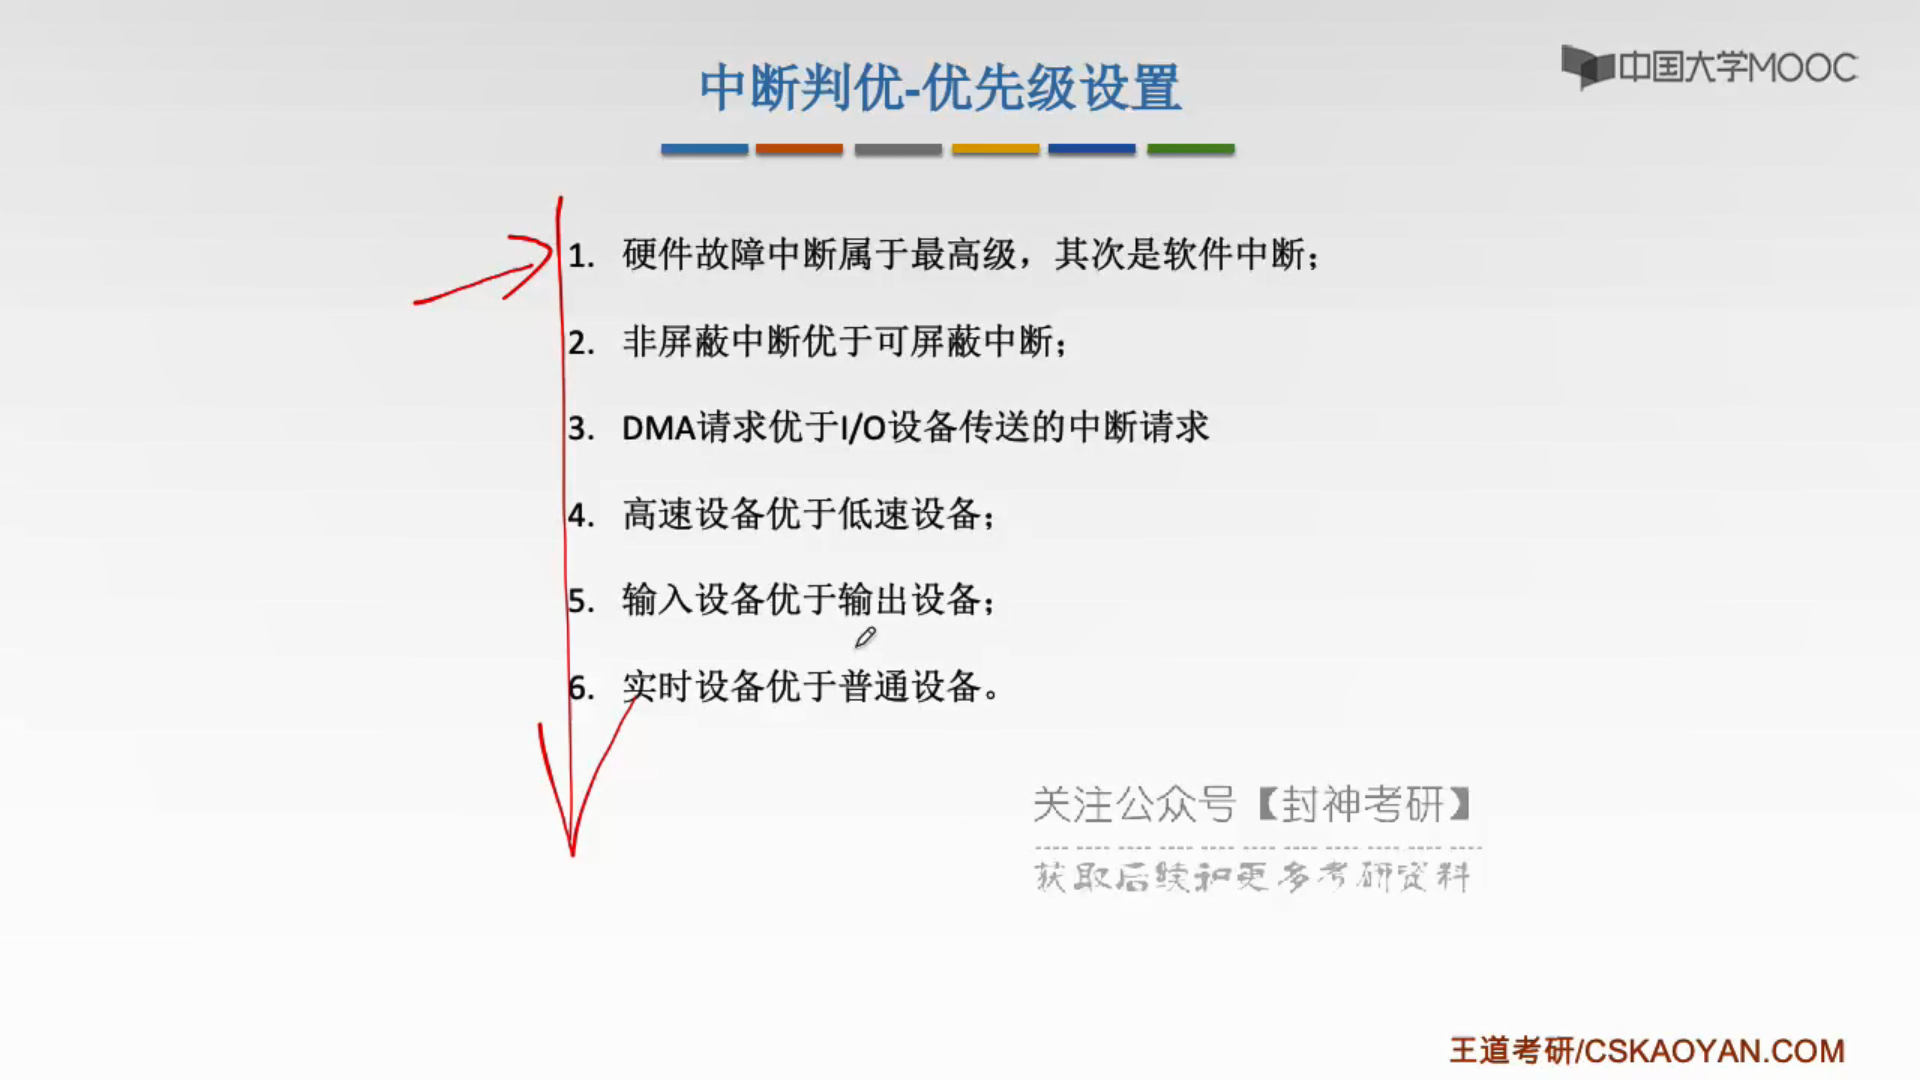 中断判优-优先级设置
中国大学MOOC
1. 硬件故障中断属于最高级，其次是软件中断；
2. 非屏蔽中断优于可屏蔽中断；
3. DMA请求优于I/O设备传送的中断请求
4. 高速设备优于低速设备；
5. 输入设备优于输出设备；
6. 实时设备优于普通设备。
关注公众号【封神考研】
获取后续和更多考研资料
王道考研/CSKAOYAN.COM